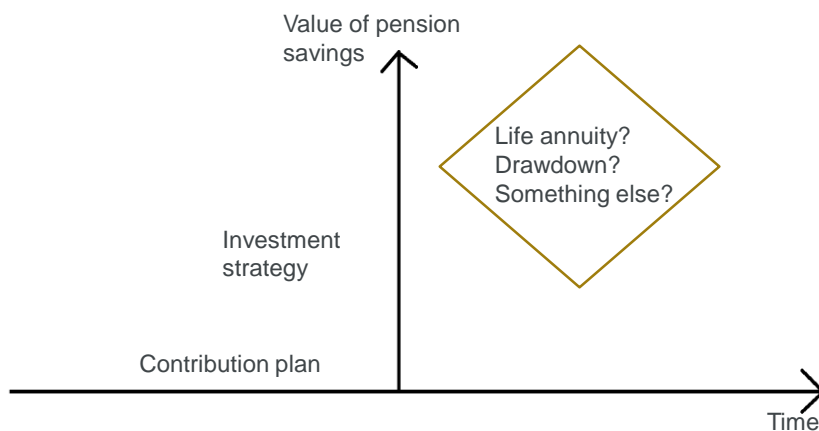 Value of pension
savings
Life annuity?
Drawdown?
Something else?
Investment
strategy
Contribution plan
Time